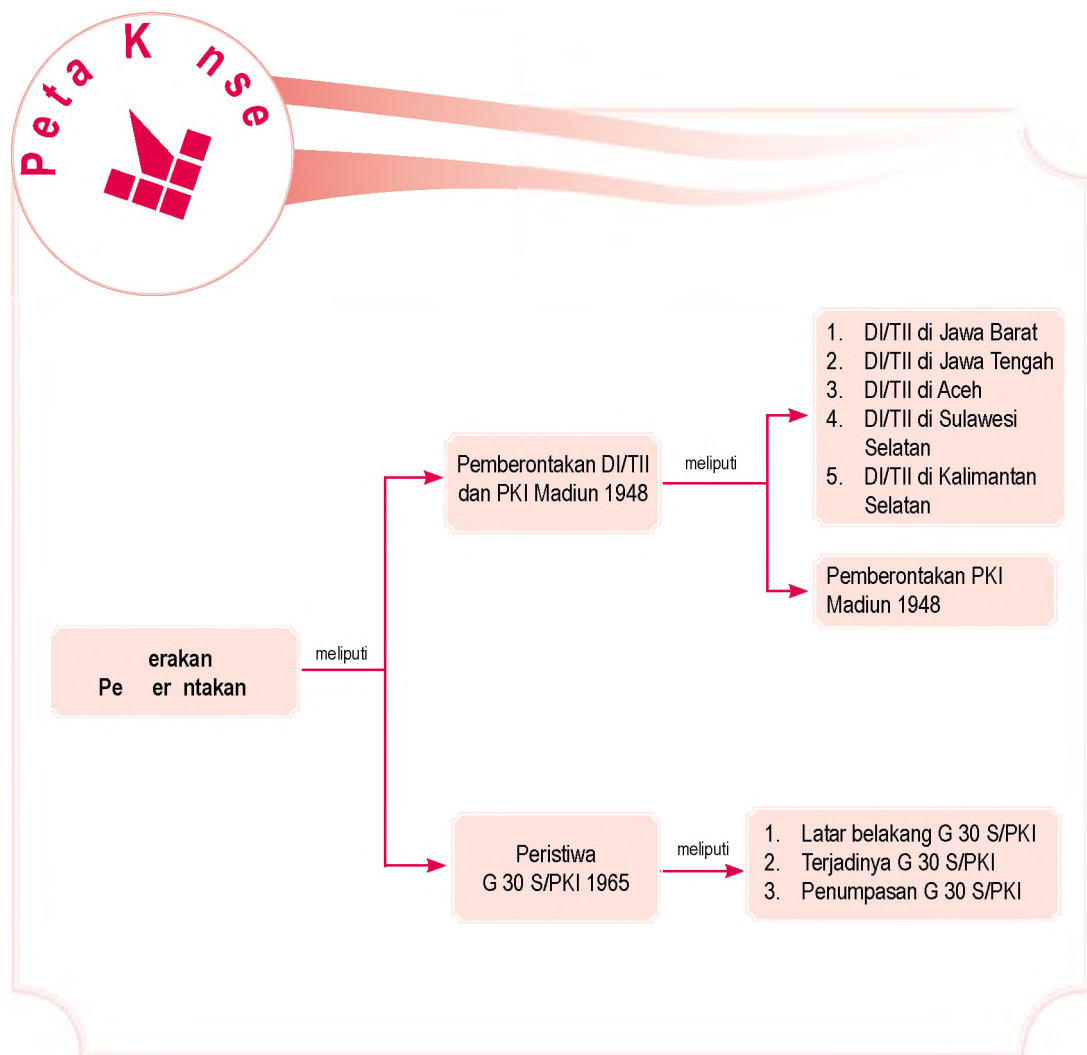 Peta K nse
1. DI/TII di Jawa Barat
2. DI/TII di Jawa Tengah
3. DI/TII di Aceh
4. DI/TII di Sulawesi
Selatan
5. DI/TII di Kalimantan
Selatan
Pemberontakan DI/TII
dan PKI Madiun 1948
meliputi
Pemberontakan PKI
Madiun 1948
erakan
Pe er ntakan
meliputi
Peristiwa
G 30 S/PKI 1965
meliputi
1. Latar belakang G 30 S/PKI
2. Terjadinya G 30 S/PKI
3. Penumpasan G 30 S/PKI